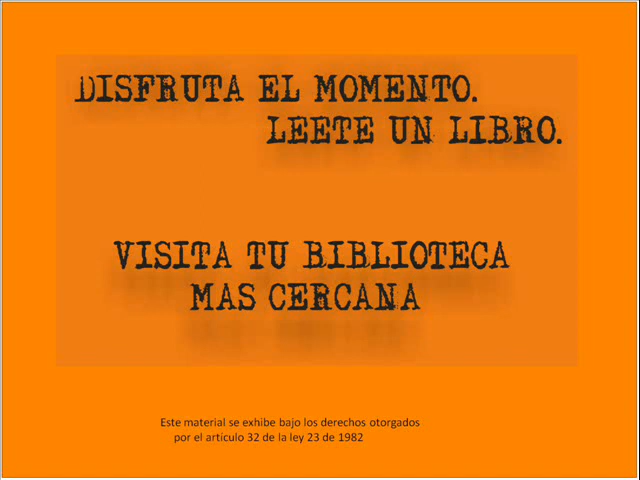 DISFRUTA EL MOMENTO.
LEETE UN LIBRO.
VISITA TU BIBLIOTECA
MAS CERCANA
Este material se exhibe bajo los derechos otorgados
por el articulo 32 de la ley 23 de 1982